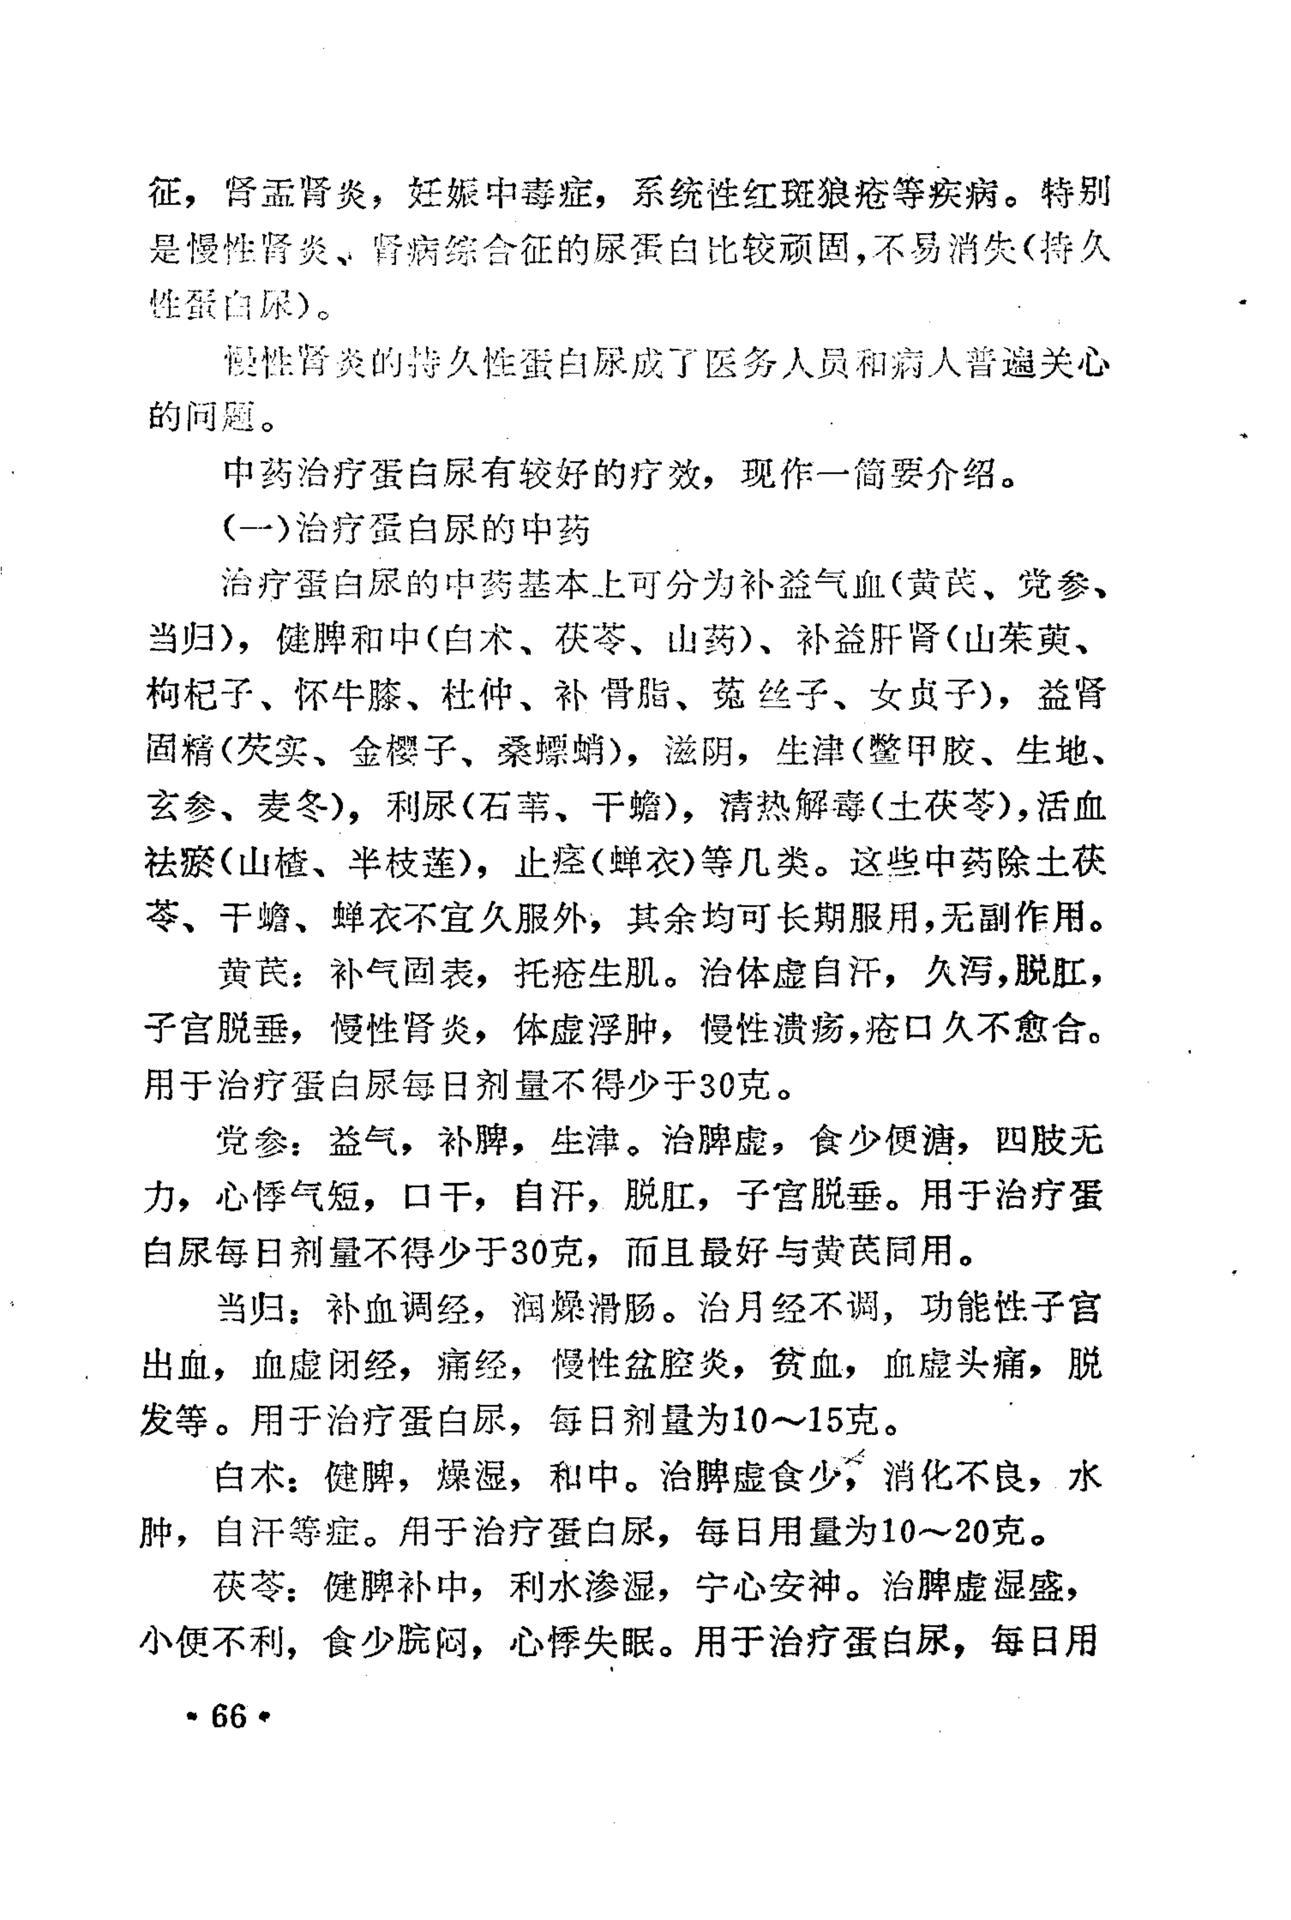 征，肾盂肾炎，妊娠中毒症，系统性红斑狼疮等疾病。特别
是慢性肾炎、肾病综合征的尿蛋白比较顽固，不易消失(持久
性蛋白尿)。
慢性肾炎的持久性蛋白尿成了医务人员和病人普遍关心
的问题。
中药治疗蛋白尿有较好的疗效，现作一简要介绍。
(一)治疗蛋白尿的中药
治疗蛋白尿的中药基本上可分为补益气血(黄芪、党参、
当归)，健脾和中(白术、茯苓、山药)、补益肝肾(山茱萸、
枸杞子、怀牛膝、杜仲、补骨脂、菟丝子、女贞子)，益肾
固精(芡实、金樱子、桑螵蛸)，滋阴，生津(鳖甲胶、生地、
玄参、麦冬)，利尿(石苇、干蟾)，清热解毒(土茯苓)，活血
祛瘀(山楂、半枝莲)，止痉(蝉衣)等几类。这些中药除土茯
苓、干蟾、蝉衣不宜久服外，其余均可长期服用，无副作用。
黄芪：补气固表，托疮生肌。治体虚自汗，久泻，脱肛，
子宫脱垂，慢性肾炎，体虚浮肿，慢性溃疡，疮口久不愈合。
用于治疗蛋白尿每日剂量不得少于30克。
党参：益气，补脾，生津。治脾虚，食少便溏，四肢无
力，心悸气短，口干，自汗，脱肛，子宫脱垂。用于治疗蛋
白尿每日剂量不得少于30克，而且最好与黄芪同用。
当归：补血调经，润燥滑肠。治月经不调，功能性子宫
出血，血虚闭经，痛经，慢性盆腔炎，贫血，血虚头痛，脱
发等。用于治疗蛋白尿，每日剂量为10～15克。
白术：健脾，燥湿，和中。治脾虚食少，消化不良，水
肿，自汗等症。用于治疗蛋白尿，每日用量为10～20克。
茯苓：健脾补中，利水渗湿，宁心安神。治脾虚湿盛，
小便不利，食少脘闷，心悸失眠。用于治疗蛋白尿，每日用
·66·